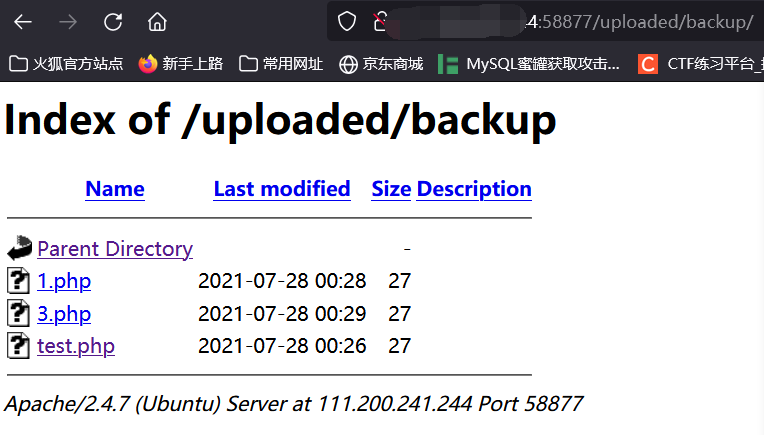 4:58877/uploaded/backup/
火狐官方站点 新手上路 常用网址 京东商城 MySQL蜜罐获取攻击... CTF练习平台_
Index of /uploaded/backup
Name Last modified Size Description
Parent Directory -
1.php 2021-07-28 00:28 27
3.php 2021-07-28 00:29 27
test.php 2021-07-28 00:26 27
Apache/2.4.7 (Ubuntu) Server at 111.200.241.244 Port 58877